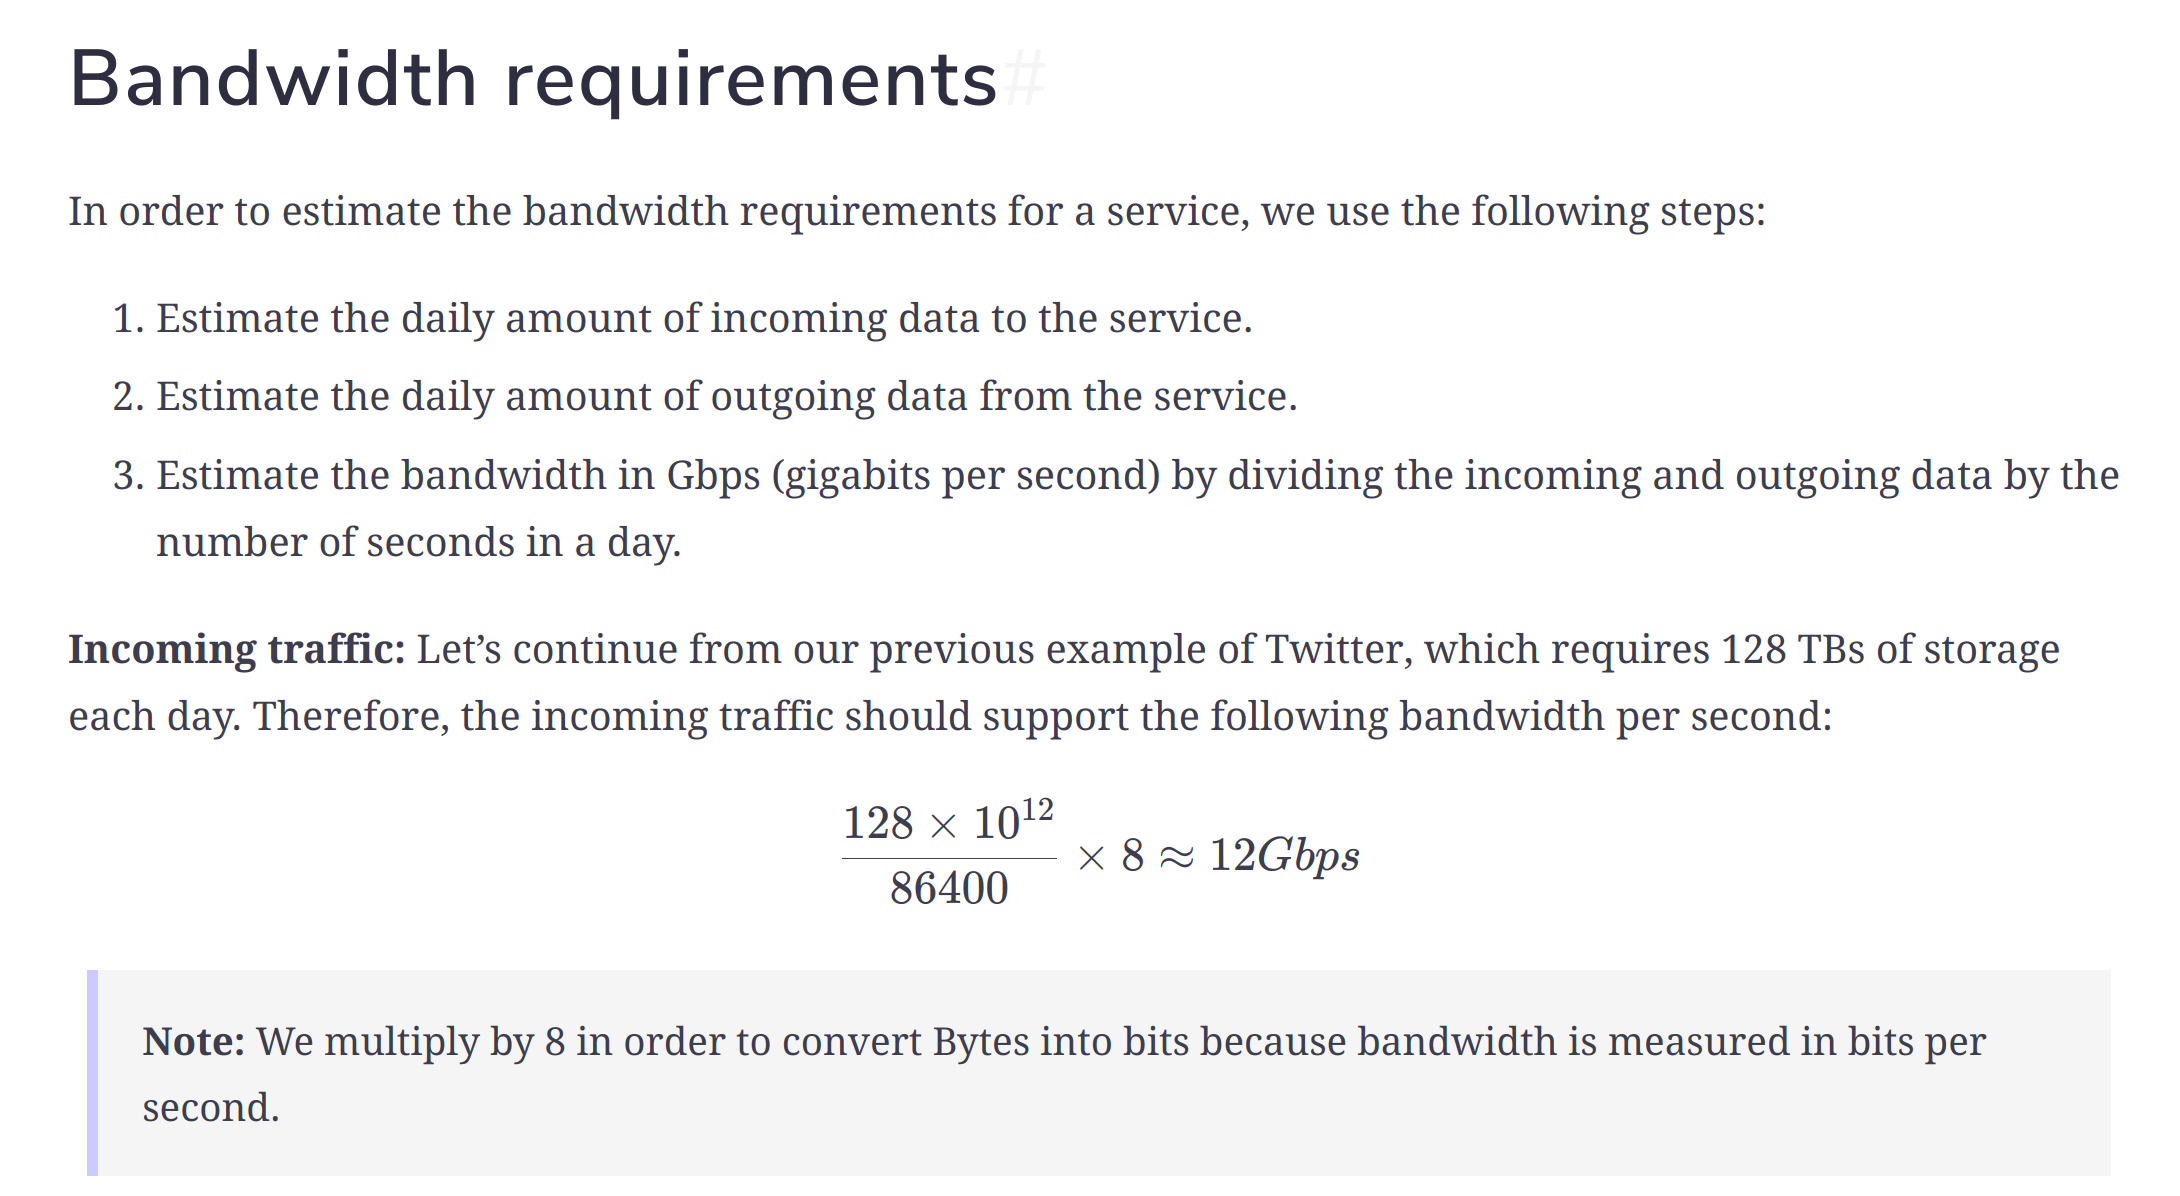 Bandwidth requirements#
In order to estimate the bandwidth requirements for a service, we use the following steps:
1. Estimate the daily amount of incoming data to the service.
2. Estimate the daily amount of outgoing data from the service.
3. Estimate the bandwidth in Gbps (gigabits per second) by dividing the incoming and outgoing data by the
number of seconds in a day.
Incoming traffic: Let’s continue from our previous example of Twitter, which requires 128 TBs of storage
each day. Therefore, the incoming traffic should support the following bandwidth per second:
128 × 10¹²
86400
× 8 ≈ 12Gbps
Note: We multiply by 8 in order to convert Bytes into bits because bandwidth is measured in bits per
second.